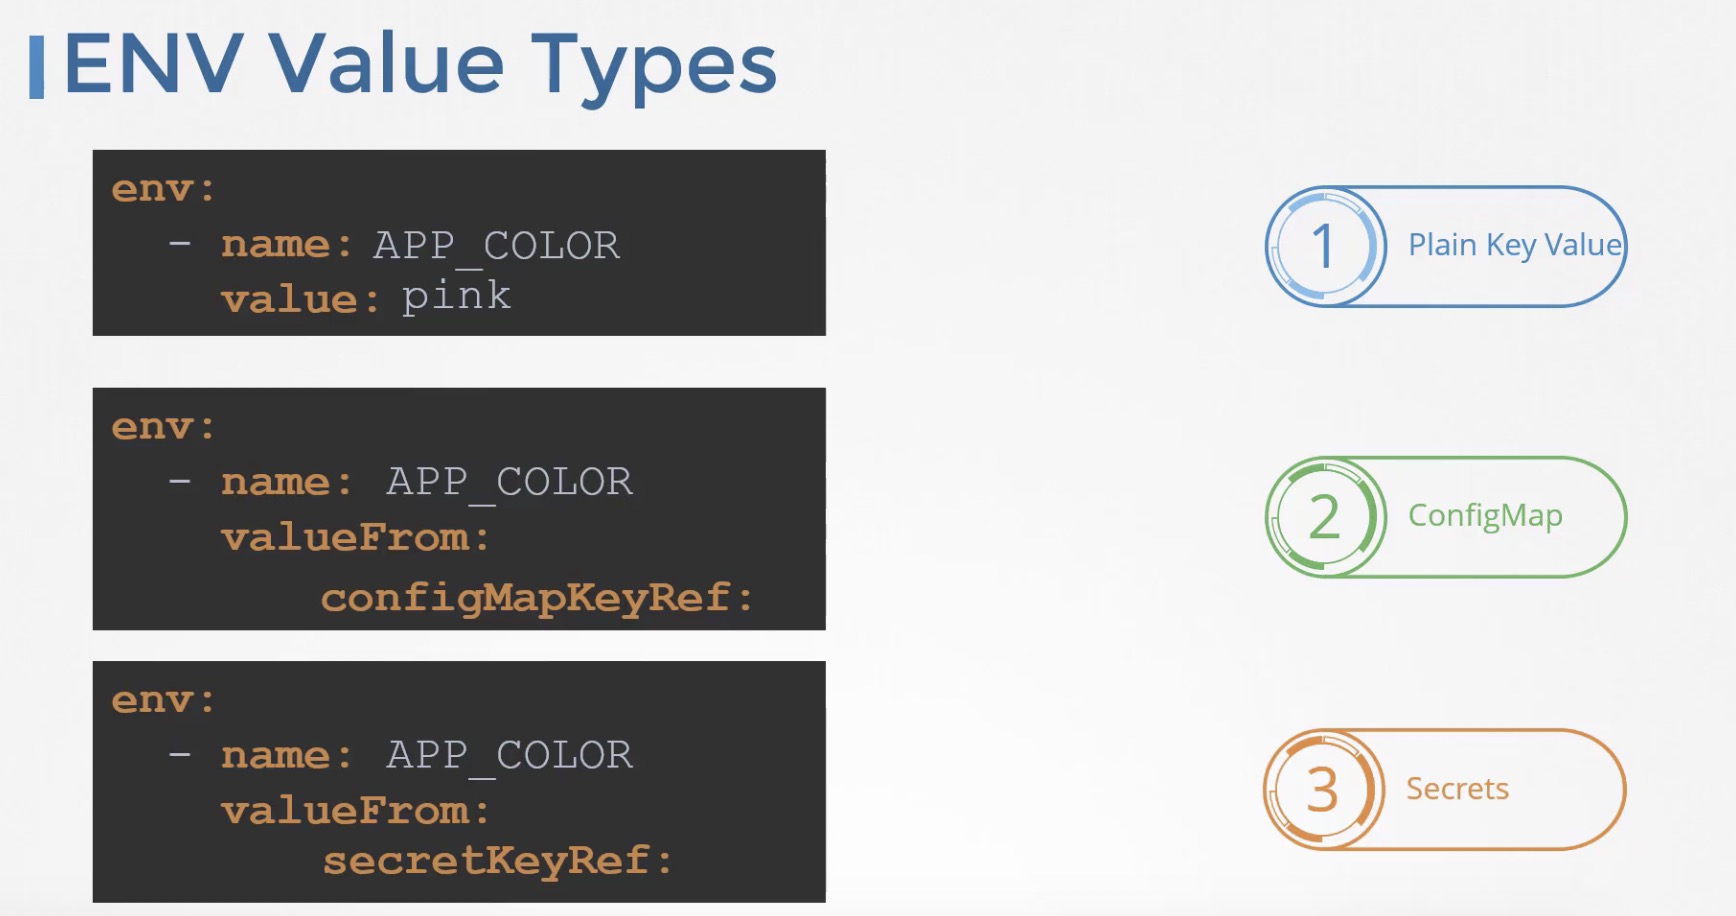 ENV Value Types
env:
- name: APP_COLOR
value: pink
1 Plain Key Value
env:
- name: APP_COLOR
valueFrom:
configMapKeyRef:
2 ConfigMap
env:
- name: APP_COLOR
valueFrom:
secretKeyRef:
3 Secrets